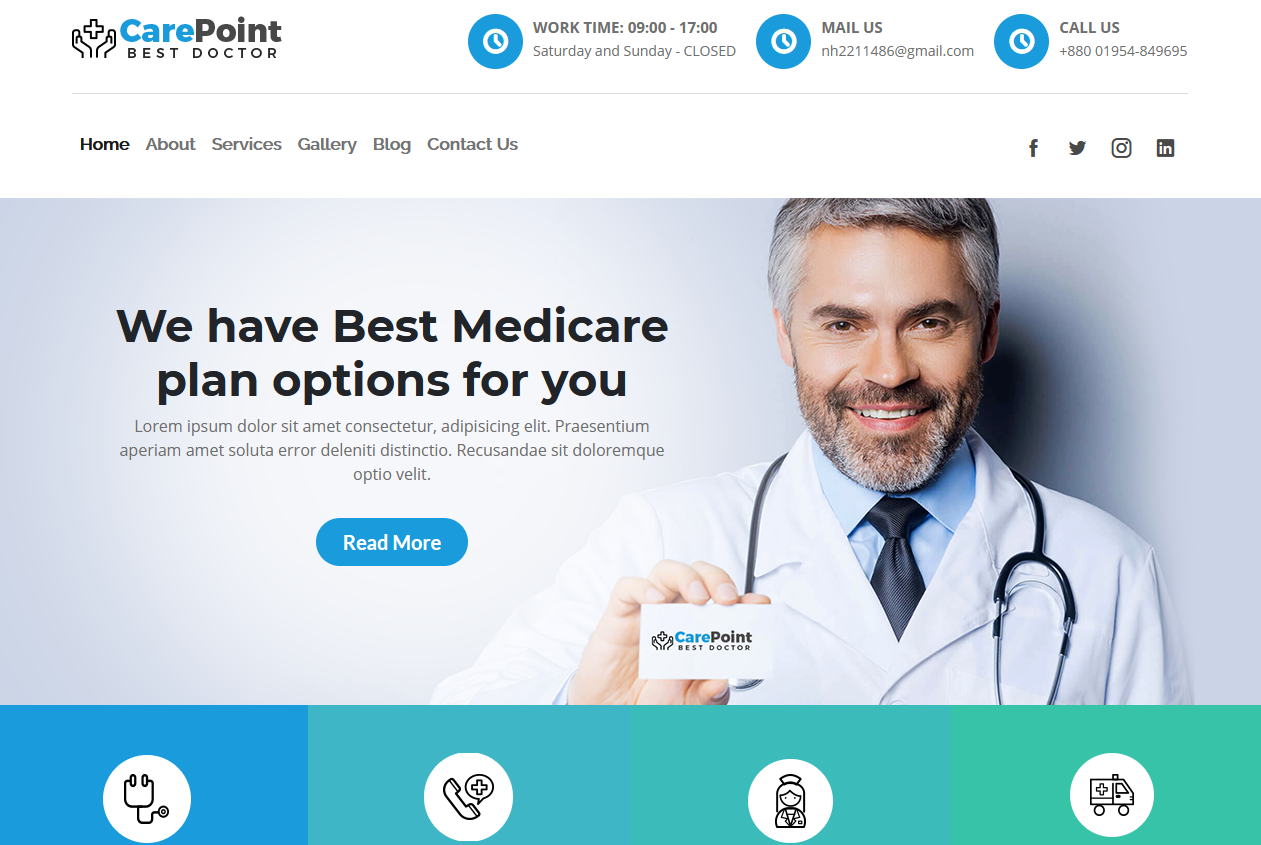 CarePoint
BEST DOCTOR
WORK TIME: 09:00 - 17:00
Saturday and Sunday - CLOSED
MAIL US
nh2211486@gmail.com
CALL US
+880 01954-849695
Home About Services Gallery Blog Contact Us
We have Best Medicare
plan options for you
Lorem ipsum dolor sit amet consectetur, adipisicing elit. Praesentium
aperiam amet soluta error deleniti distinctio. Recusandae sit doloremque
optio velit.
Read More
CarePoint
BEST DOCTOR